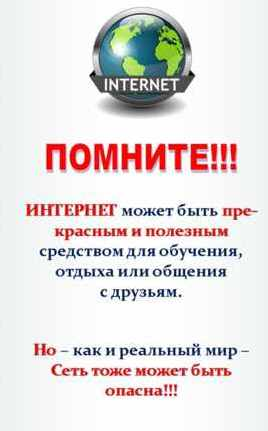 INTERNET
ПОМНИТЕ!!!
ИНТЕРНЕТ может быть пре-
красным и полезным
средством для обучения,
отдыха или общения
с друзьям.
Но – как и реальный мир –
Сеть тоже может быть
опасна!!!